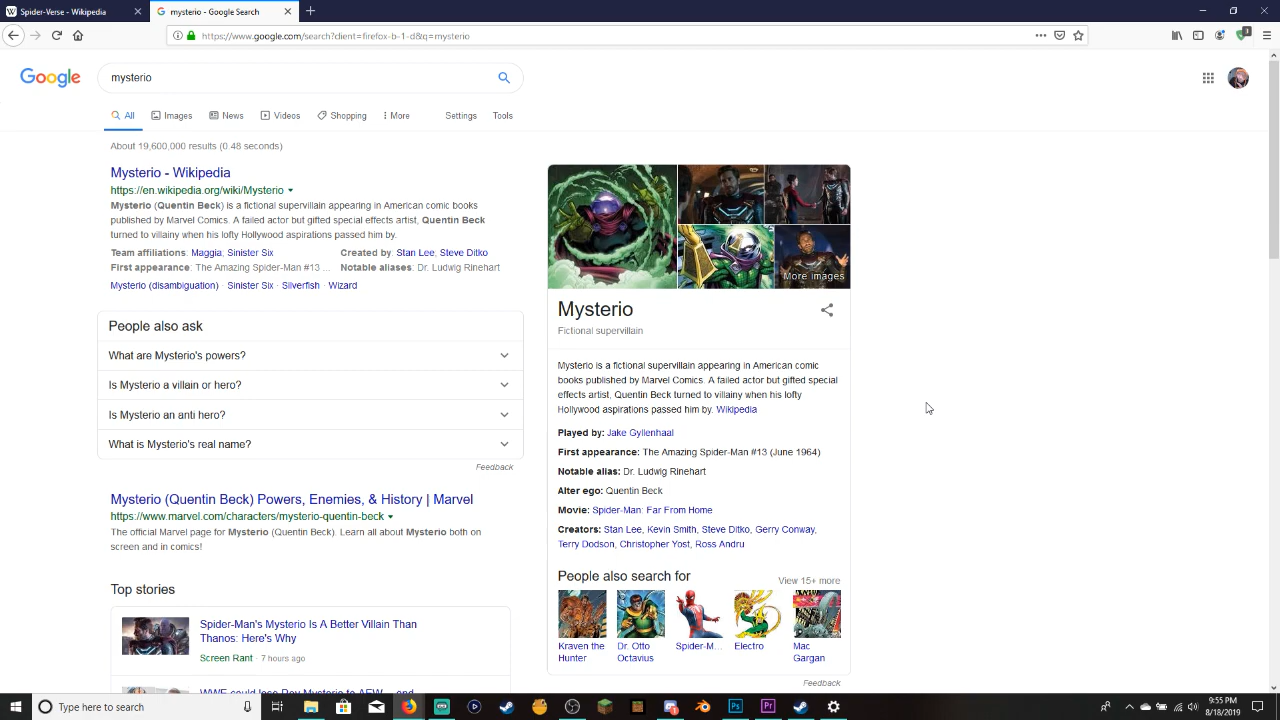 Spider-Verse - Wikipedia
mysterio - Google Search
https://www.google.com/search?client=firefox-b-1-d&q=mysterio
Google
mysterio
All
Images
News
Videos
Shopping
More
Settings
Tools
About 19,600,000 results (0.48 seconds)
Mysterio - Wikipedia
https://en.wikipedia.org/wiki/Mysterio
Mysterio (Quentin Beck) is a fictional supervillain appearing in American comic books
published by Marvel Comics. A failed actor but gifted special effects artist, Quentin Beck
turned to villainy when his lofty Hollywood aspirations passed him by.
Team affiliations: Maggia, Sinister Six
Created by: Stan Lee, Steve Ditko
First appearance: The Amazing Spider-Man #13 ...
Notable aliases: Dr. Ludwig Rinehart
Mysterio (disambiguation) · Sinister Six · Silverfish · Wizard
People also ask
What are Mysterio's powers?
Is Mysterio a villain or hero?
Is Mysterio an anti hero?
What is Mysterio's real name?
Feedback
Mysterio (Quentin Beck) Powers, Enemies, & History | Marvel
https://www.marvel.com/characters/mysterio-quentin-beck
The official Marvel page for Mysterio (Quentin Beck). Learn all about Mysterio both on
screen and in comics!
Top stories
Spider-Man's Mysterio Is A Better Villain Than
Thanos: Here's Why
Screen Rant · 7 hours ago
WWE could lose Rey Mysterio to AEW... and
More images
Mysterio
Fictional supervillain
Mysterio is a fictional supervillain appearing in American comic
books published by Marvel Comics. A failed actor but gifted special
effects artist, Quentin Beck turned to villainy when his lofty
Hollywood aspirations passed him by. Wikipedia
Played by: Jake Gyllenhaal
First appearance: The Amazing Spider-Man #13 (June 1964)
Notable alias: Dr. Ludwig Rinehart
Alter ego: Quentin Beck
Movie: Spider-Man: Far From Home
Creators: Stan Lee, Kevin Smith, Steve Ditko, Gerry Conway,
Terry Dodson, Christopher Yost, Ross Andru
People also search for
View 15+ more
Kraven the
Hunter
Dr. Otto
Octavius
Spider-M...
Electro
Mac
Gargan
Feedback
Type here to search
9:55 PM
8/18/2019